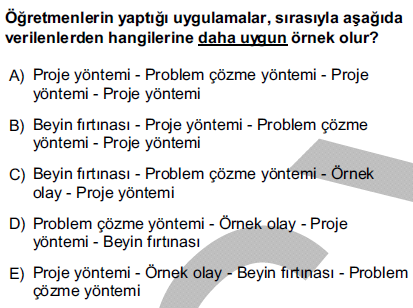 Öğretmenlerin yaptığı uygulamalar, sırasıyla aşağıda
verilenlerden hangilerine daha uygun örnek olur?
A) Proje yöntemi - Problem çözme yöntemi - Proje
yöntemi - Proje yöntemi
B) Beyin fırtınası - Proje yöntemi - Problem çözme
yöntemi - Proje yöntemi
C) Beyin fırtınası - Problem çözme yöntemi - Örnek
olay - Proje yöntemi
D) Problem çözme yöntemi - Örnek olay - Proje
yöntemi - Beyin fırtınası
E) Proje yöntemi - Örnek olay - Beyin fırtınası - Problem
çözme yöntemi